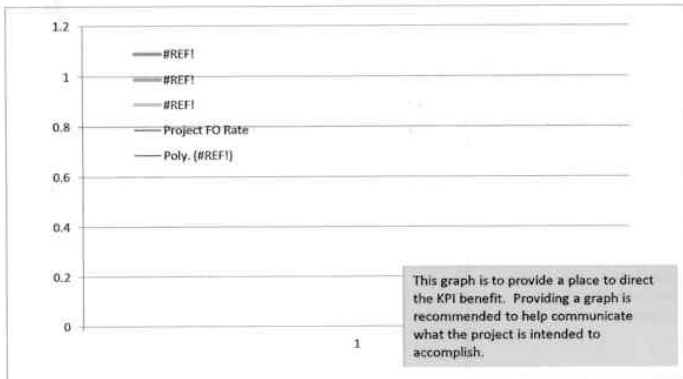 1.2
1
0.8
0.6
0.4
0.2
0
#REF!
#REF!
#REF!
Project FO Rate
Poly. (#REF!)
1
This graph is to provide a place to direct
the KPI benefit. Providing a graph is
recommended to help communicate
what the project is intended to
accomplish.